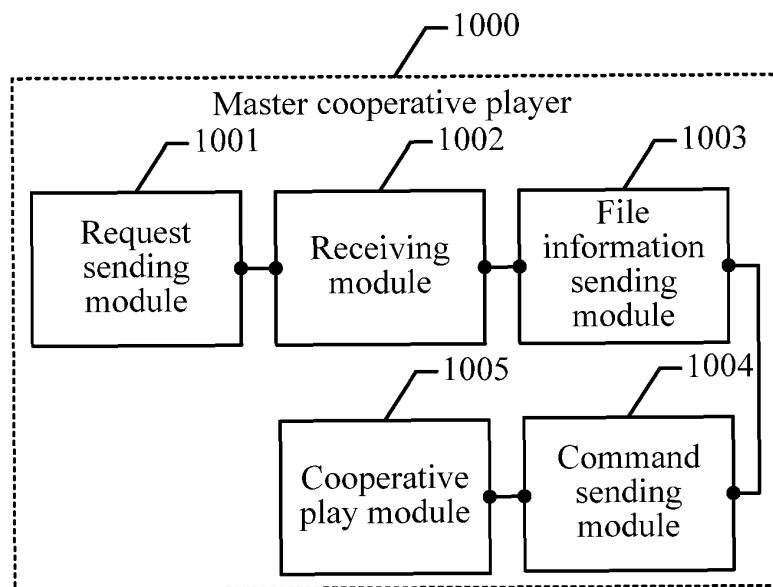 1000
Master cooperative player
1001
1002
1003
Request
sending
module
Receiving
module
File
information
sending
module
1005
1004
Cooperative
play module
Command
sending
module